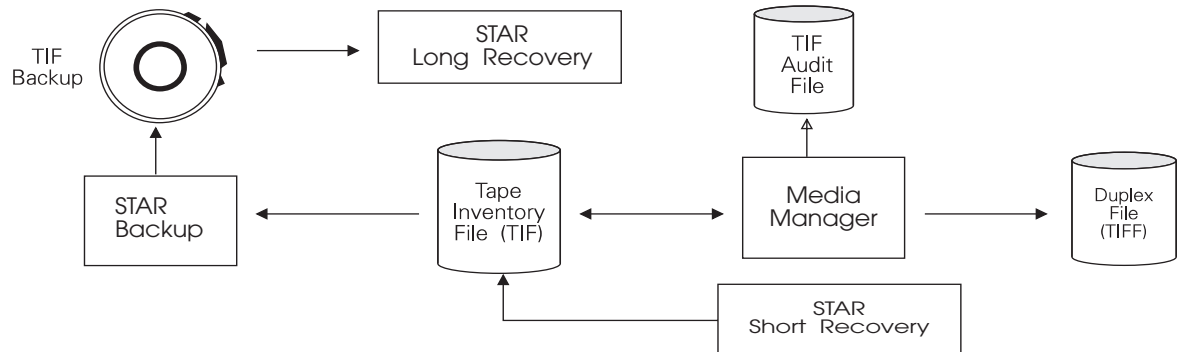 TIF
Backup
STAR
Long Recovery
TIF
Audit
File
STAR
Backup
Tape
Inventory
File (TIF)
Media
Manager
Duplex
File
(TIFF)
STAR
Short Recovery